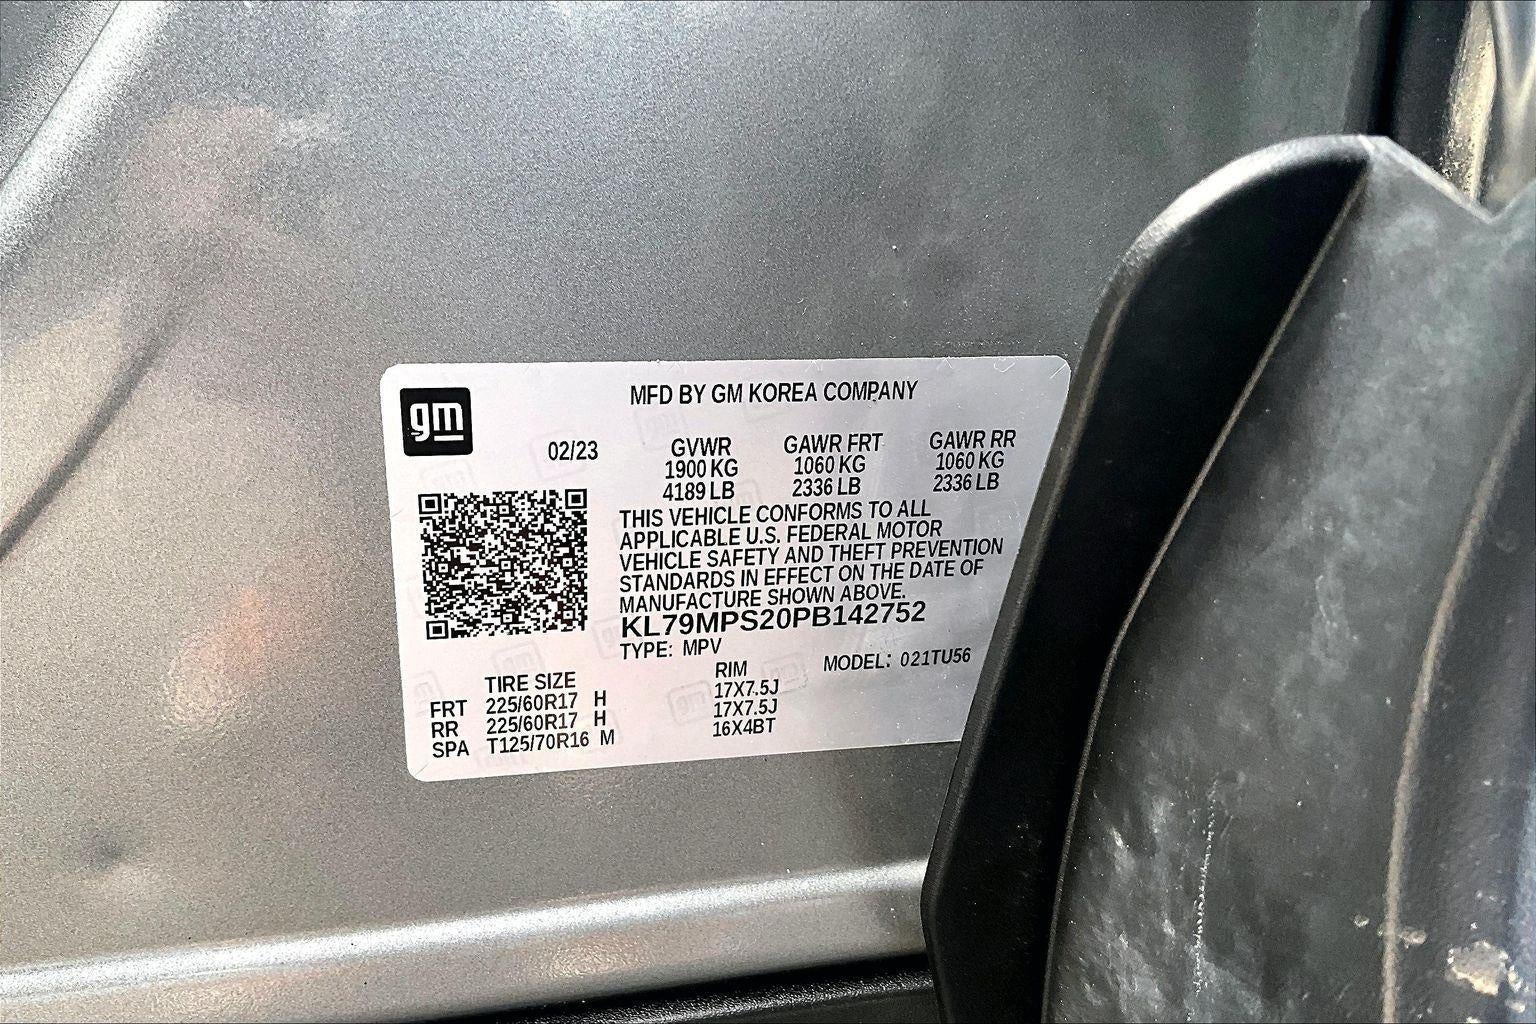 gm
MFD BY GM KOREA COMPANY
02/23 GVWR GAWR FRT GAWR RR
1900 KG 1060 KG 1060 KG
4189 LB 2336 LB 2336 LB
THIS VEHICLE CONFORMS TO ALL
APPLICABLE U.S. FEDERAL MOTOR
VEHICLE SAFETY AND THEFT PREVENTION
STANDARDS IN EFFECT ON THE DATE OF
MANUFACTURE SHOWN ABOVE.
KL79MPS20PB142752
TYPE: MPV MODEL: 021TU56
TIRE SIZE RIM
FRT 225/60R17 H 17X7.5J
RR 225/60R17 H 17X7.5J
SPA T125/70R16 M 16X4BT